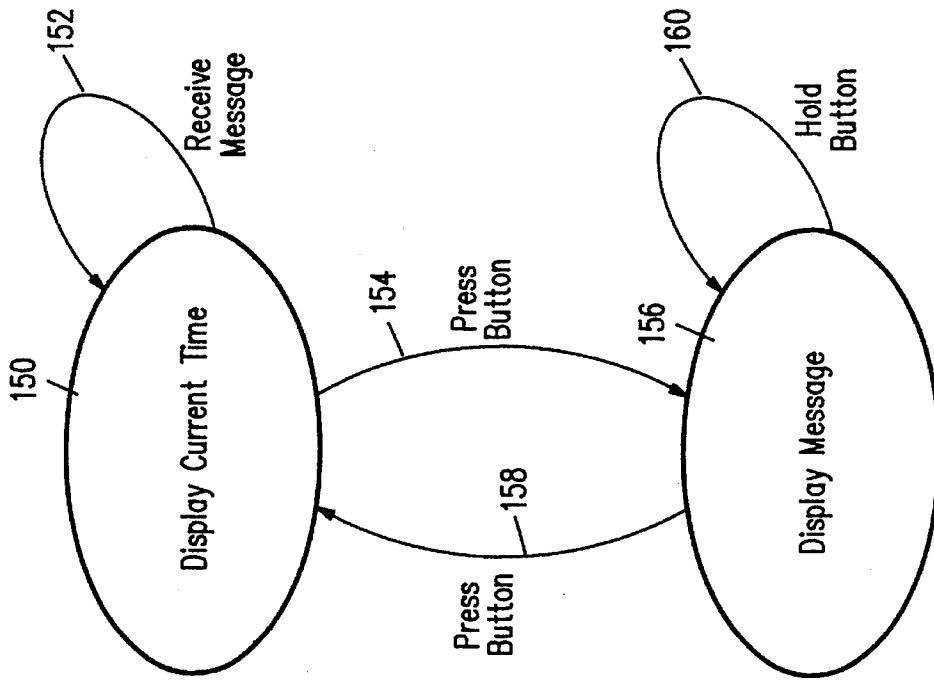 150
152
Display Current Time
Receive
Message
154
Press
Button
Press
Button
158
156
160
Display Message
Hold
Button